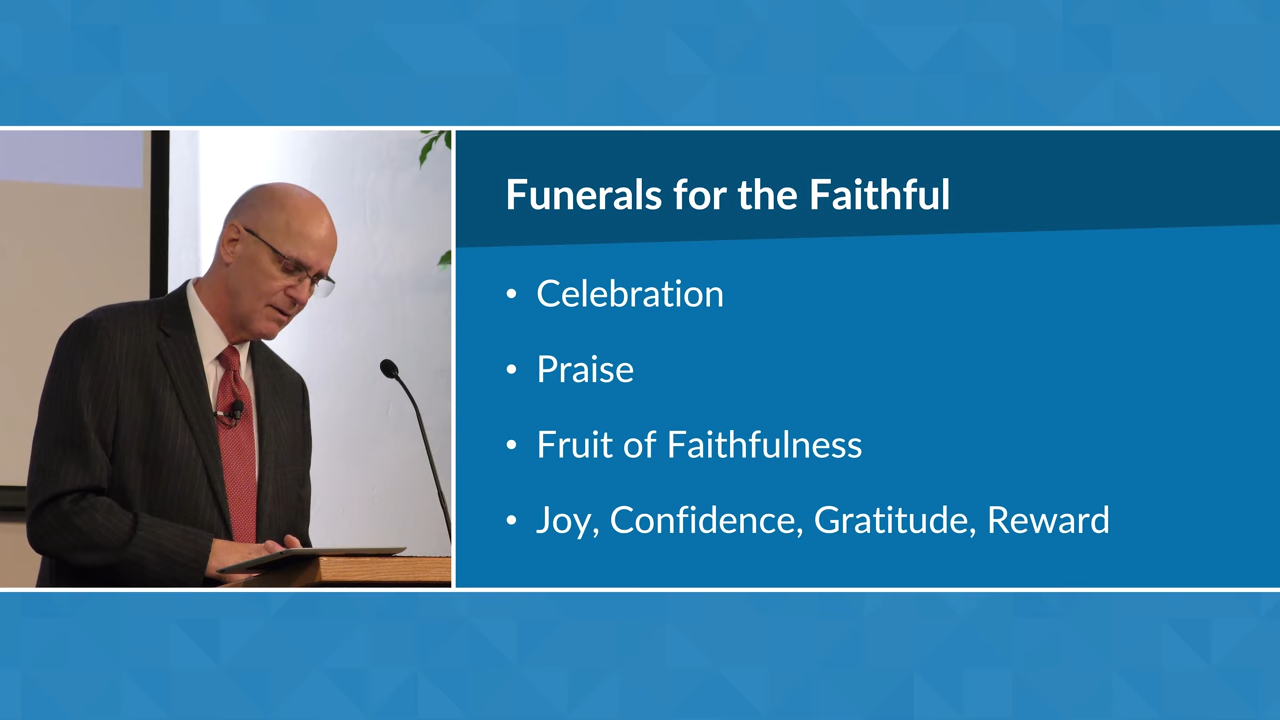 Funerals for the Faithful
• Celebration
• Praise
• Fruit of Faithfulness
• Joy, Confidence, Gratitude, Reward